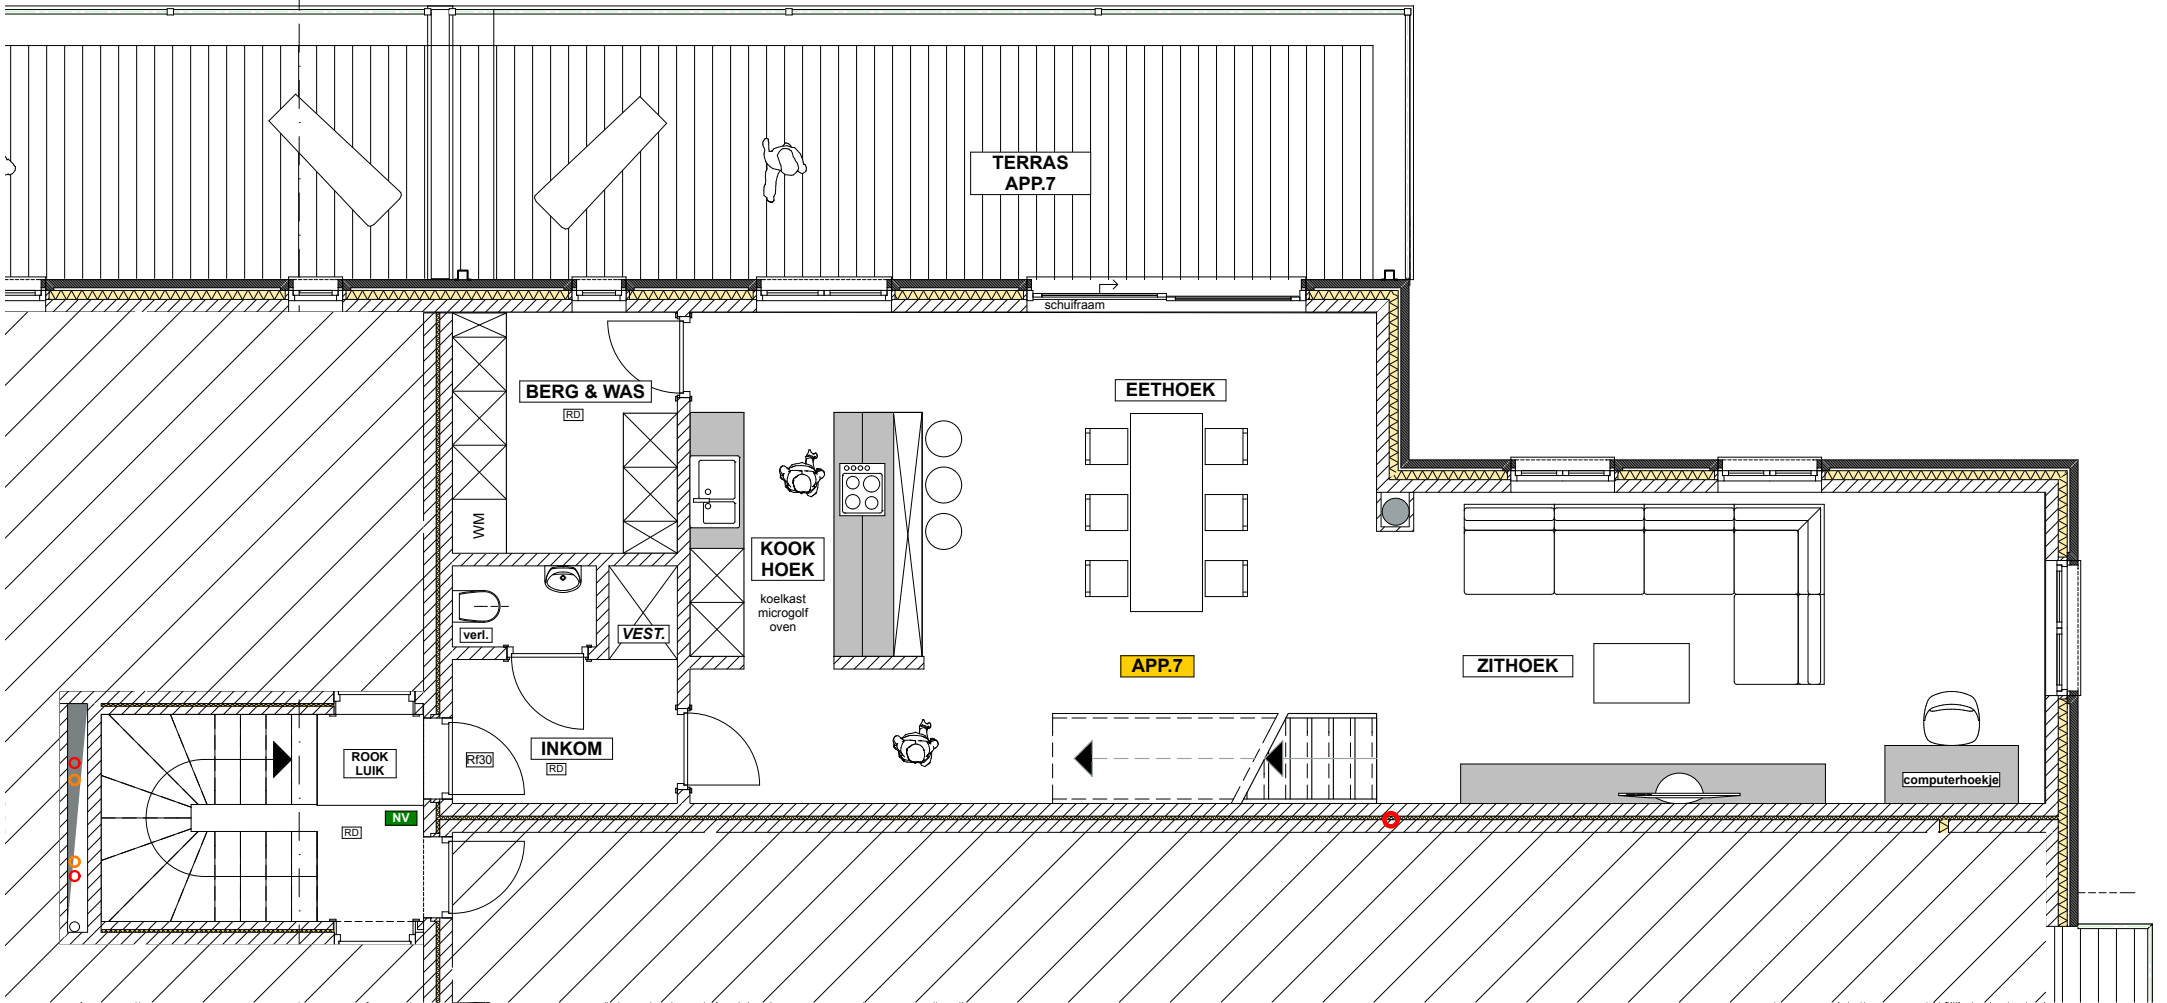 TERRAS
APP.7
schuifraam
BERG & WAS
RD
EETHOEK
WM
KOOK
HOEK
koelkast
microgolf
oven
verl.
VEST.
APP.7
ZITHOEK
INKOM
RD
Rf30
ROOK
LUIK
computerhoekje
NV
RD